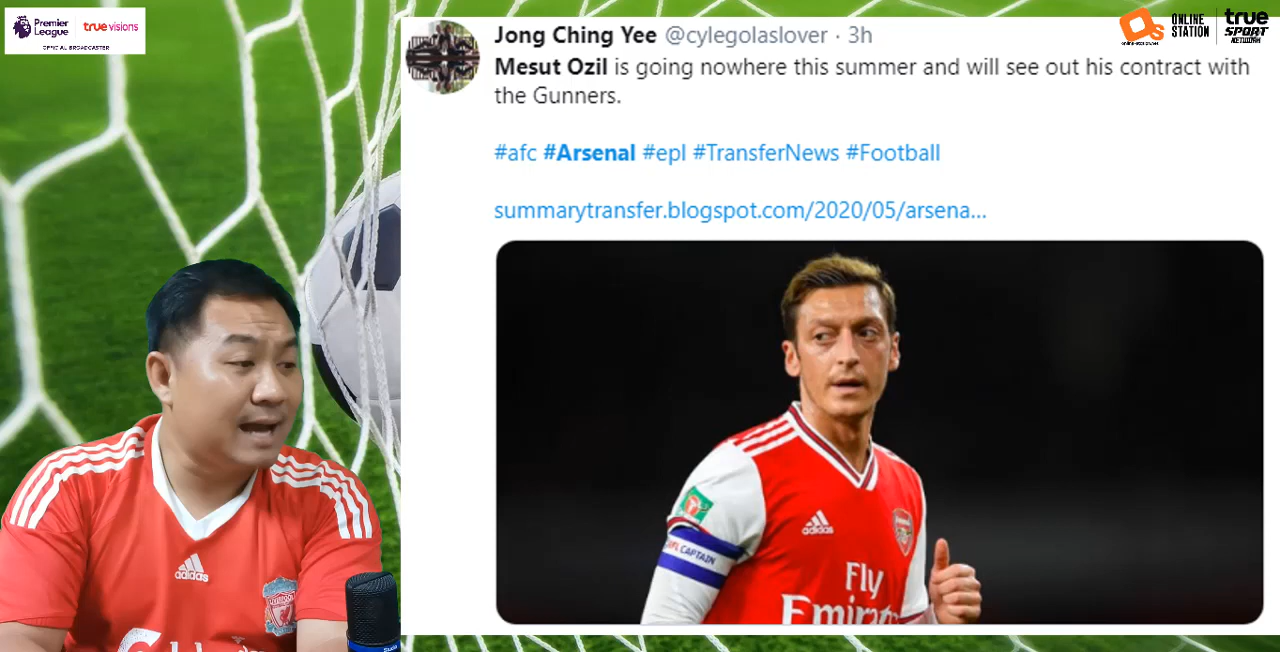 Premier
League
true visions
OFFICIAL BROADCASTER
Jong Ching Yee @cylegolaslover · 3h
Mesut Ozil is going nowhere this summer and will see out his contract with
the Gunners.
#afc #Arsenal #epl #TransferNews #Football
summarytransfer.blogspot.com/2020/05/arsena...
ONLINE
STATION
true
SPORT
NETWORK
adidas
CAPTAIN
Fly
Emirat
adidas